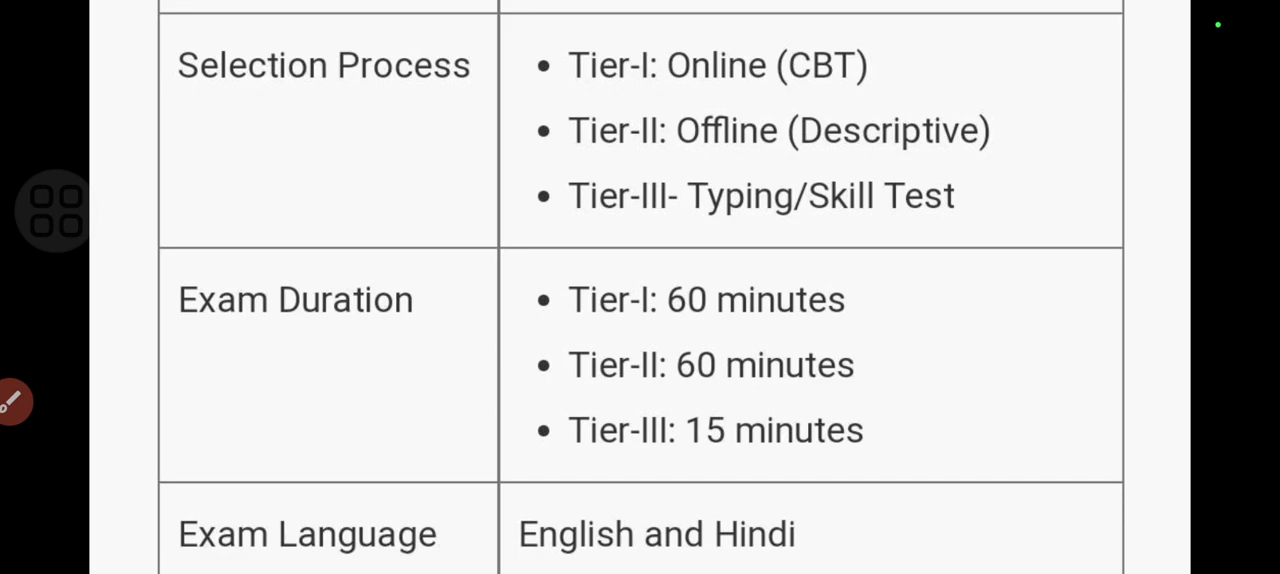 Selection Process
Tier-I: Online (CBT)
Tier-II: Offline (Descriptive)
Tier-III- Typing/Skill Test
Exam Duration
Tier-I: 60 minutes
Tier-II: 60 minutes
Tier-III: 15 minutes
Exam Language
English and Hindi